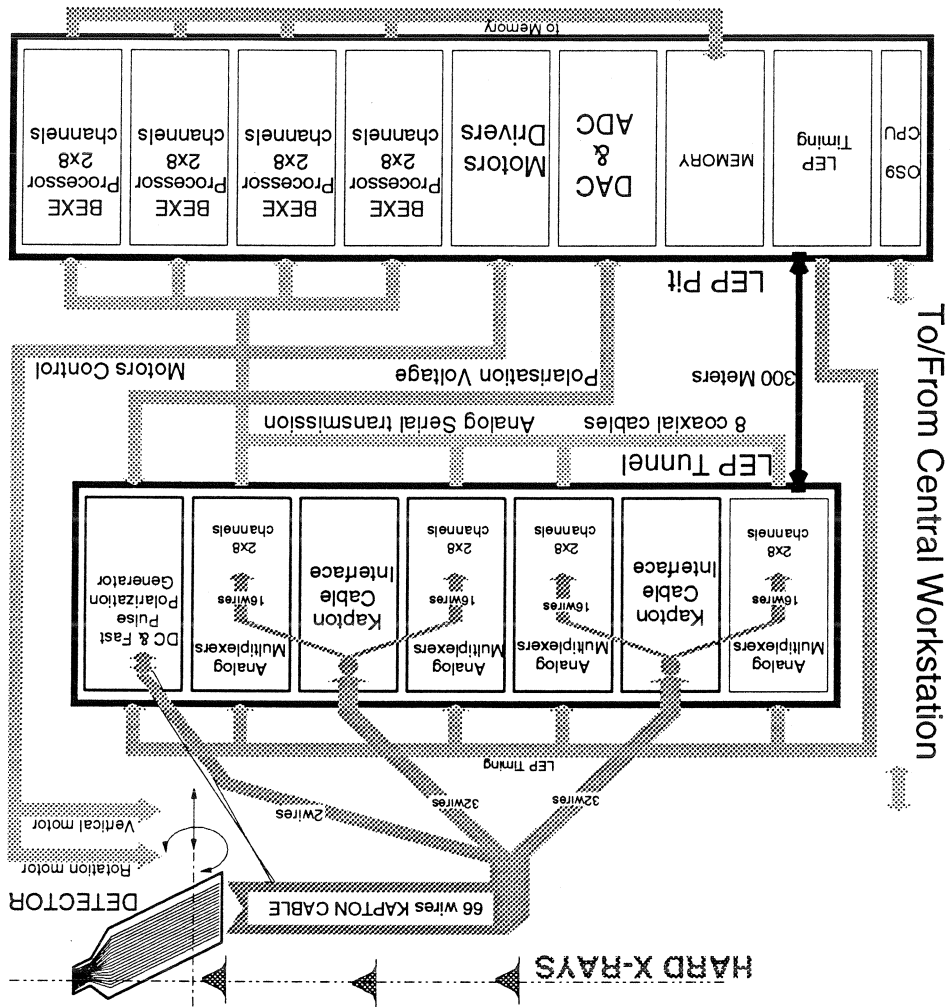 HARD X-RAYS
66 wires KAPTON CABLE
DETECTOR
Rotation motor
Vertical motor
32wires
32wires
2wires
LEP Timing
To/From Central Workstation
Analog
Multiplexers
16wires
2x8
channels
Kapton
Cable
Interface
Analog
Multiplexers
16wires
2x8
channels
Analog
Multiplexers
16wires
2x8
channels
Kapton
Cable
Interface
Analog
Multiplexers
16wires
2x8
channels
DC & Fast
Pulse
Polarization
Generator
LEP Tunnel
8 coaxial cables Analog Serial transmission
300 Meters
Polarisation Voltage
Motors Control
LEP Pit
OS9
CPU
LEP
Timing
MEMORY
DAC
&
ADC
Motors
Drivers
BEXE
Processor
2x8
channels
BEXE
Processor
2x8
channels
BEXE
Processor
2x8
channels
BEXE
Processor
2x8
channels
to Memory